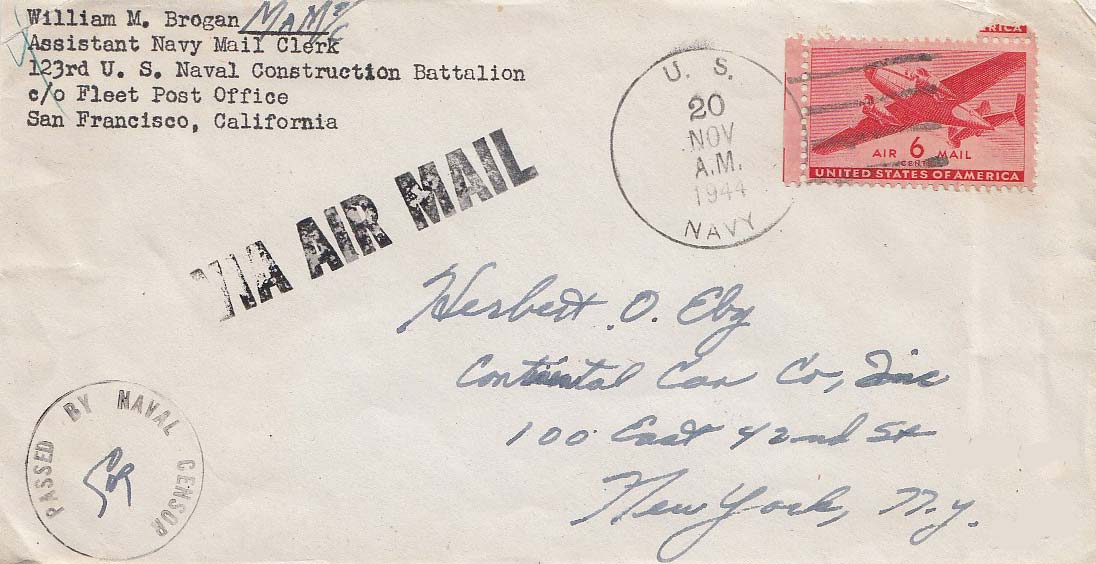 William M. Brogan MAM
Assistant Navy Mail Clerk
123rd U. S. Naval Construction Battalion
c/o Fleet Post Office
San Francisco, California
VIA AIR MAIL
U. S.
20
NOV
A.M.
1944
NAVY
RICA
AIR 6 MAIL
CENTS
UNITED STATES OF AMERICA
Herbert O. Eby
Continental Can Co, Inc
100 East 42nd St
New York, N.Y.
PASSED BY NAVAL CENSOR